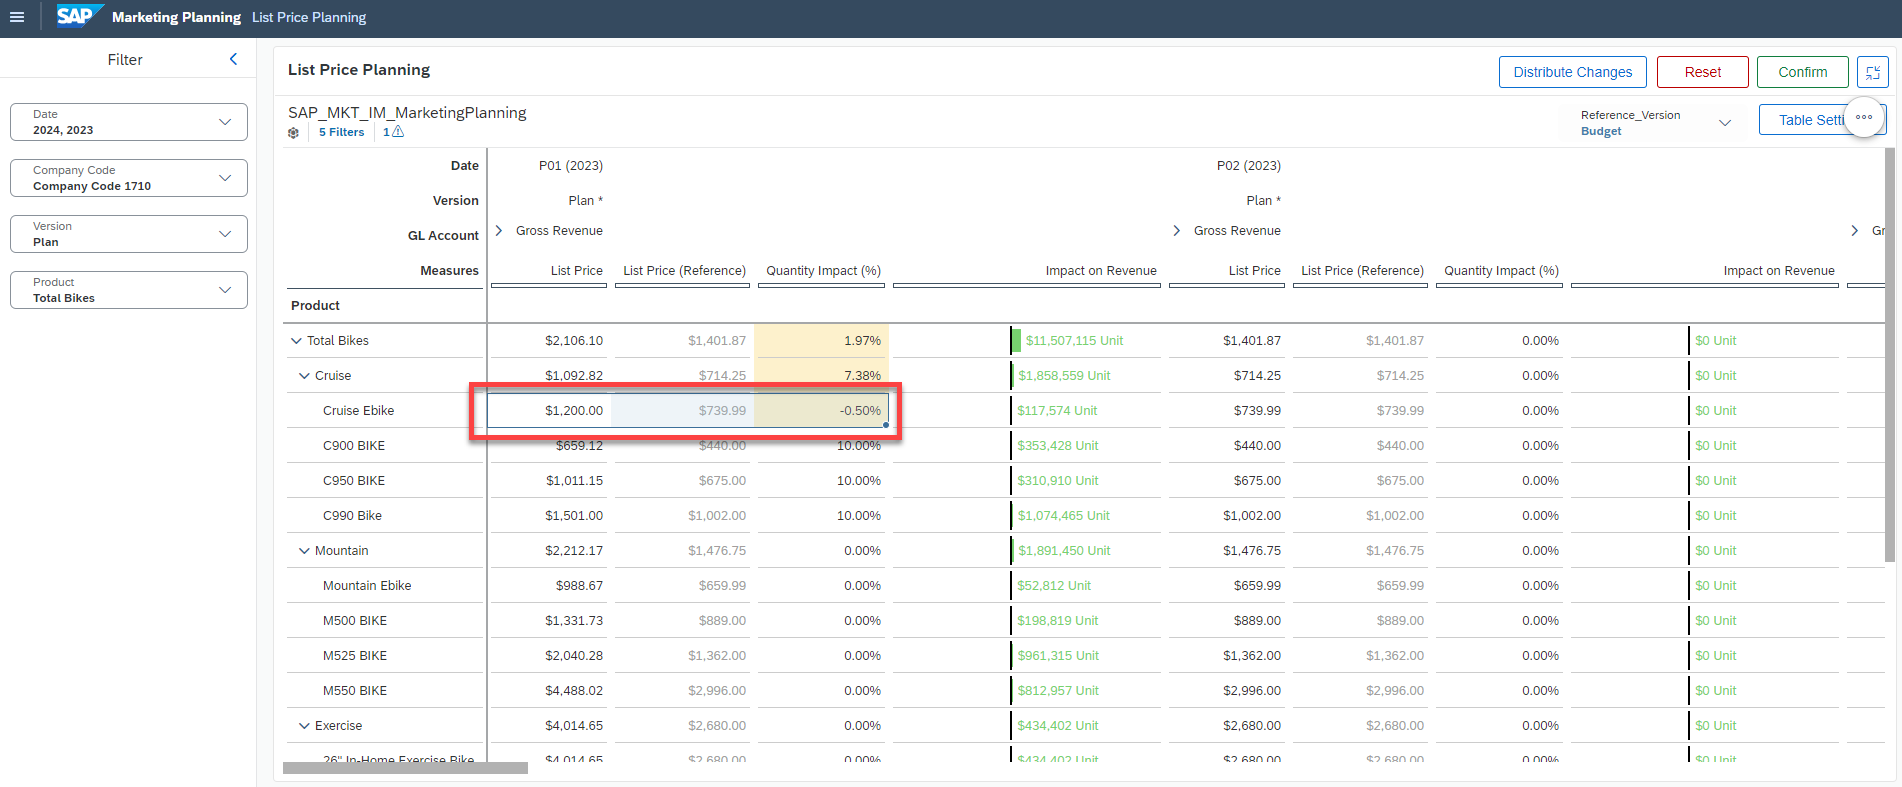 SAP Marketing Planning List Price Planning
Filter
Date
2024, 2023
Company Code
Company Code 1710
Version
Plan
Product
Total Bikes
List Price Planning
Distribute Changes Reset Confirm
SAP_MKT_IM_MarketingPlanning
5 Filters 1
Reference_Version
Budget
Table Setti
Date P01 (2023) P02 (2023)
Version Plan * Plan *
GL Account Gross Revenue Gross Revenue Gr
Measures List Price List Price (Reference) Quantity Impact (%) Impact on Revenue List Price List Price (Reference) Quantity Impact (%) Impact on Revenue
Product
Total Bikes $2,106.10 $1,401.87 1.97% $11,507,115 Unit $1,401.87 $1,401.87 0.00% $0 Unit
Cruise $1,092.82 $714.25 7.38% $1,858,559 Unit $714.25 $714.25 0.00% $0 Unit
Cruise Ebike $1,200.00 $739.99 -0.50% $117,574 Unit $739.99 $739.99 0.00% $0 Unit
C900 BIKE $659.12 $440.00 10.00% $353,428 Unit $440.00 $440.00 0.00% $0 Unit
C950 BIKE $1,011.15 $675.00 10.00% $310,910 Unit $675.00 $675.00 0.00% $0 Unit
C990 Bike $1,501.00 $1,002.00 10.00% $1,074,465 Unit $1,002.00 $1,002.00 0.00% $0 Unit
Mountain $2,212.17 $1,476.75 0.00% $1,891,450 Unit $1,476.75 $1,476.75 0.00% $0 Unit
Mountain Ebike $988.67 $659.99 0.00% $52,812 Unit $659.99 $659.99 0.00% $0 Unit
M500 BIKE $1,331.73 $889.00 0.00% $198,819 Unit $889.00 $889.00 0.00% $0 Unit
M525 BIKE $2,040.28 $1,362.00 0.00% $961,315 Unit $1,362.00 $1,362.00 0.00% $0 Unit
M550 BIKE $4,488.02 $2,996.00 0.00% $812,957 Unit $2,996.00 $2,996.00 0.00% $0 Unit
Exercise $4,014.65 $2,680.00 0.00% $434,402 Unit $2,680.00 $2,680.00 0.00% $0 Unit
26" In-Home Exercise Bike $4,014.65 $2,680.00 0.00% $434,402 Unit $2,680.00 $2,680.00 0.00% $0 Unit